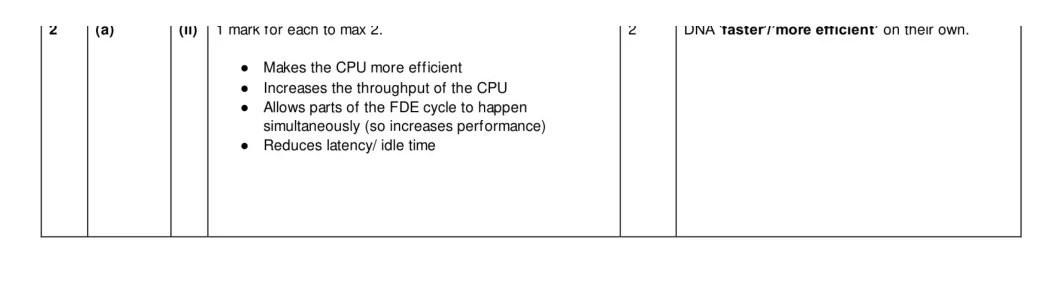 2 (a) (ii) 1 mark for each to max 2. 2 DNA 'faster'/'more efficient' on their own.
● Makes the CPU more efficient
● Increases the throughput of the CPU
● Allows parts of the FDE cycle to happen
simultaneously (so increases performance)
● Reduces latency/ idle time